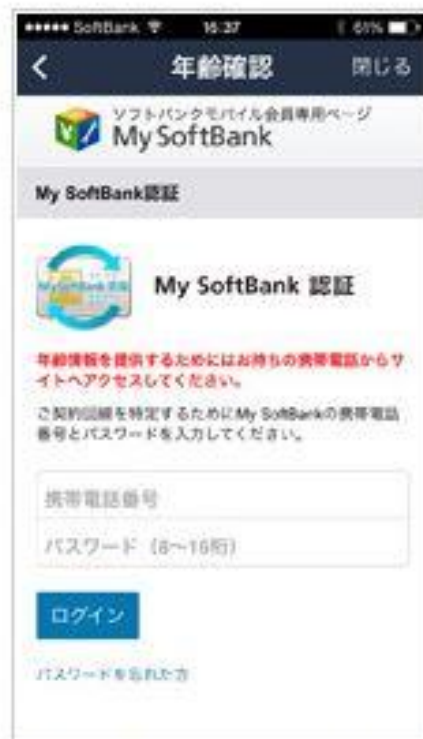 SoftBank 16:37 61%
年齢確認 閉じる
ソフトバンクモバイル会員専用ページ
My SoftBank
My SoftBank認証
My SoftBank 認証
年齢情報を提供するためにはお持ちの携帯電話からサ
イトへアクセスしてください。
ご契約回線を特定するためにMy SoftBankの携帯電話
番号とパスワードを入力してください。
携帯電話番号
パスワード（8〜16桁）
ログイン
パスワードを忘れた方